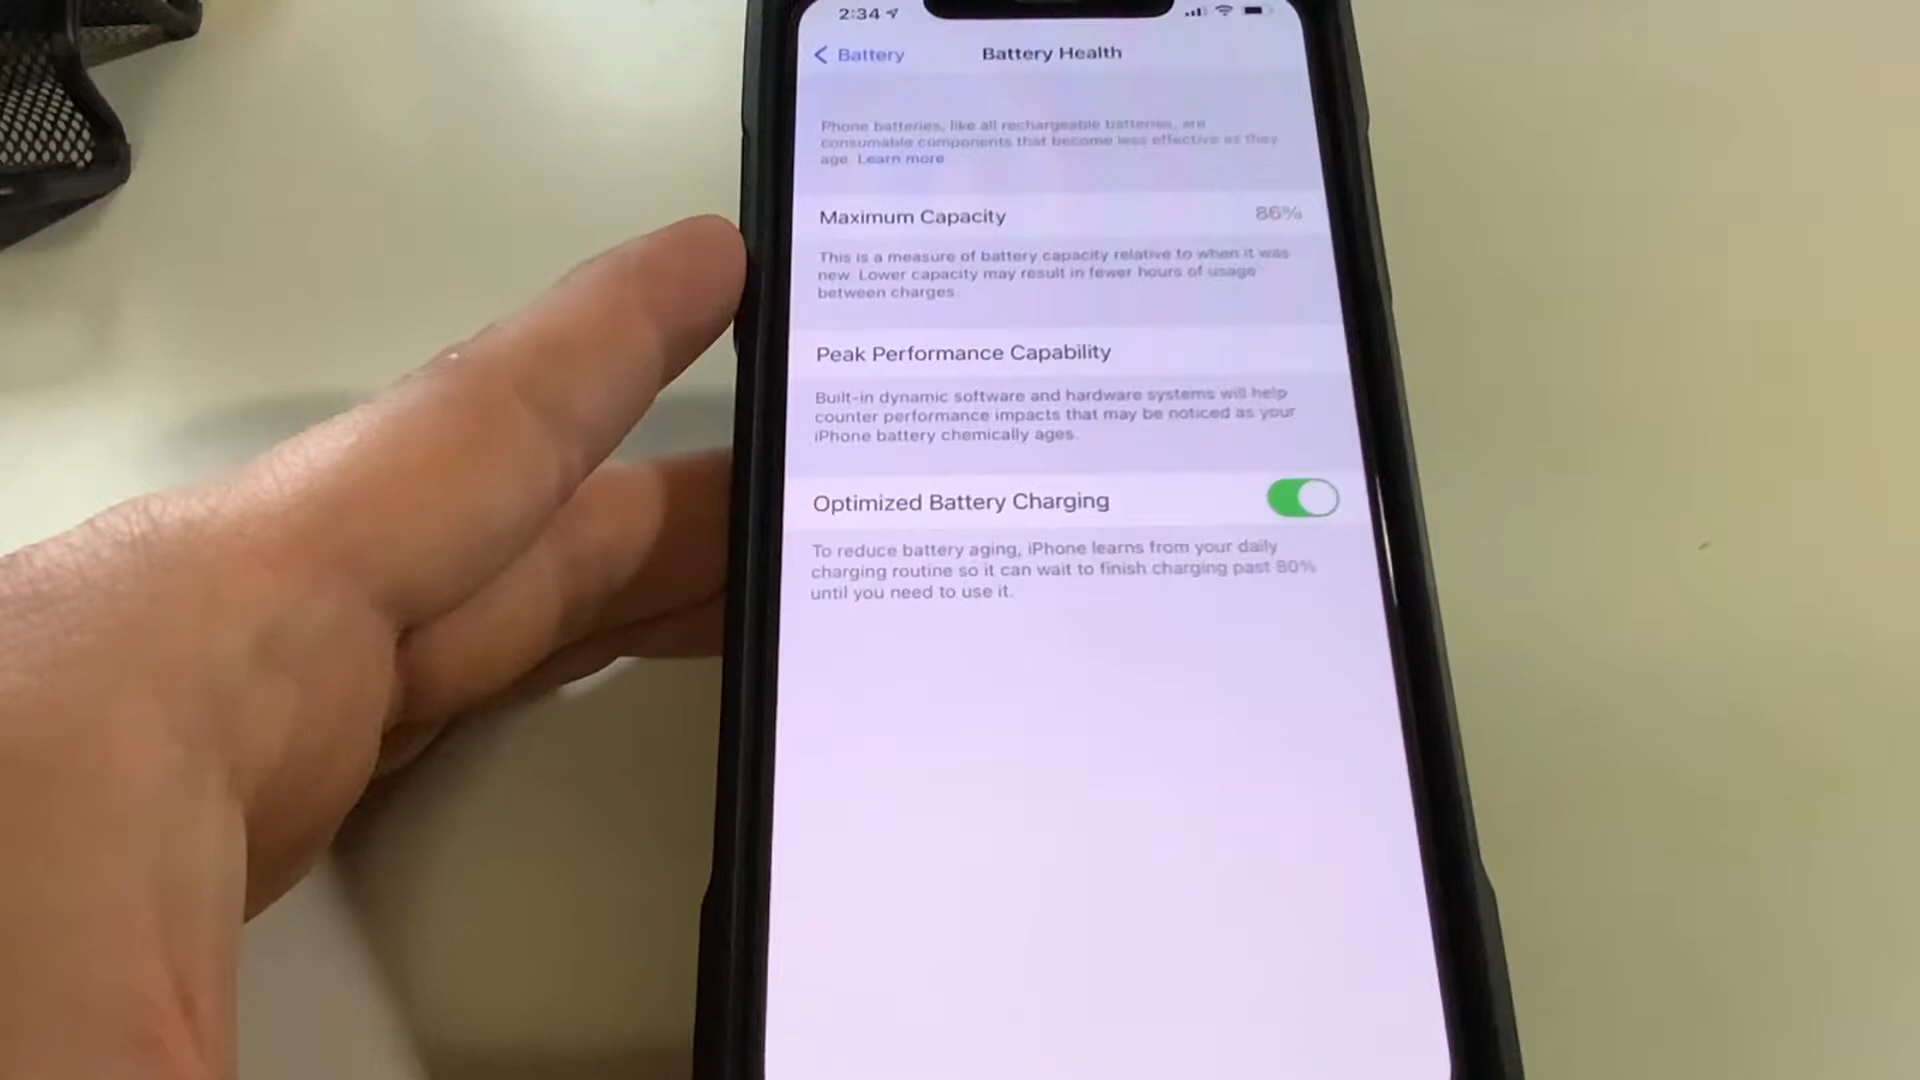 2:34
Battery
Battery Health
Phone batteries, like all rechargeable batteries, are
consumable components that become less effective as they
age. Learn more
Maximum Capacity
86%
This is a measure of battery capacity relative to when it was
new. Lower capacity may result in fewer hours of usage
between charges.
Peak Performance Capability
Built-in dynamic software and hardware systems will help
counter performance impacts that may be noticed as your
iPhone battery chemically ages.
Optimized Battery Charging
To reduce battery aging, iPhone learns from your daily
charging routine so it can wait to finish charging past 80%
until you need to use it.